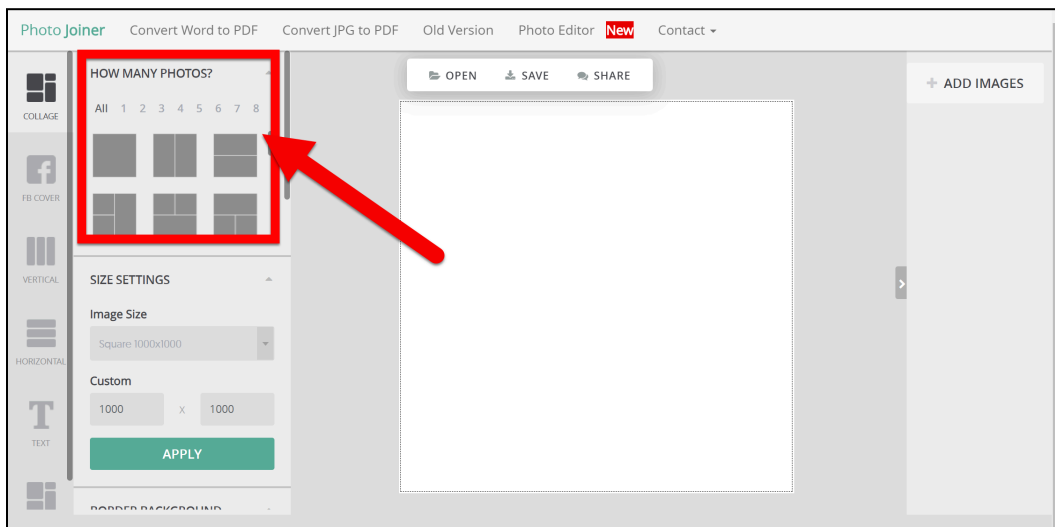 Photo Joiner Convert Word to PDF Convert JPG to PDF Old Version Photo Editor New Contact
HOW MANY PHOTOS?
All 1 2 3 4 5 6 7 8
OPEN SAVE SHARE
+ ADD IMAGES
COLLAGE
FB COVER
VERTICAL
HORIZONTAL
T
TEXT
SIZE SETTINGS
Image Size
Square 1000x1000
Custom
1000 x 1000
APPLY
BORDER BACKGROUND